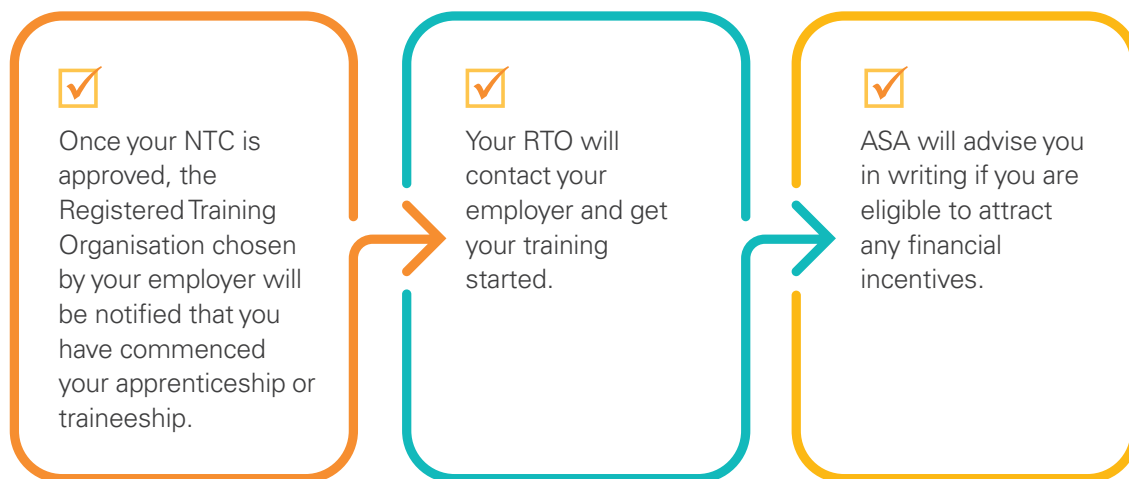 Once your NTC is
approved, the
Registered Training
Organisation chosen
by your employer will
be notified that you
have commenced
your apprenticeship or
traineeship.
Your RTO will
contact your
employer and get
your training
started.
ASA will advise you
in writing if you are
eligible to attract
any financial
incentives.